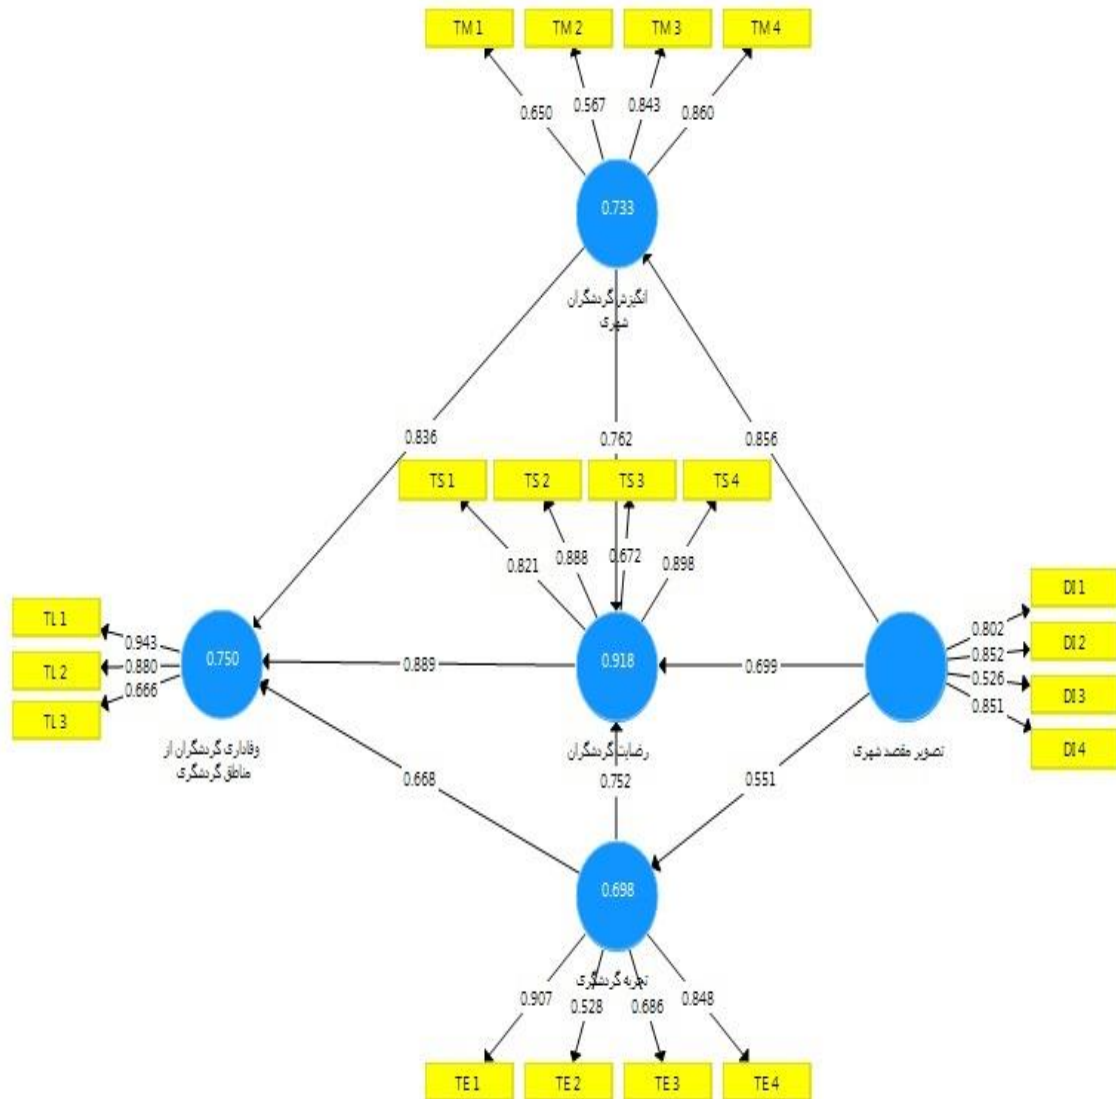 TM 1 TM 2 TM 3 TM 4
0.650 0.567 0.843 0.860
0.733
انگیزش گردشگران
شهری
0.836 0.762 0.856
TS 1 TS 2 TS 3 TS 4
0.821 0.888 0.672 0.898
TL 1
TL 2
TL 3
0.943
0.880
0.666
0.750
وفاداری گردشگران از
مناطق گردشگری
0.889
0.918
رضایت گردشگران
0.699
تصویر مقصد شهری
0.802
0.852
0.526
0.851
DI 1
DI 2
DI 3
DI 4
0.668 0.752 0.551
0.698
تجربه گردشگری
0.907 0.528 0.686 0.848
TE 1 TE 2 TE 3 TE 4